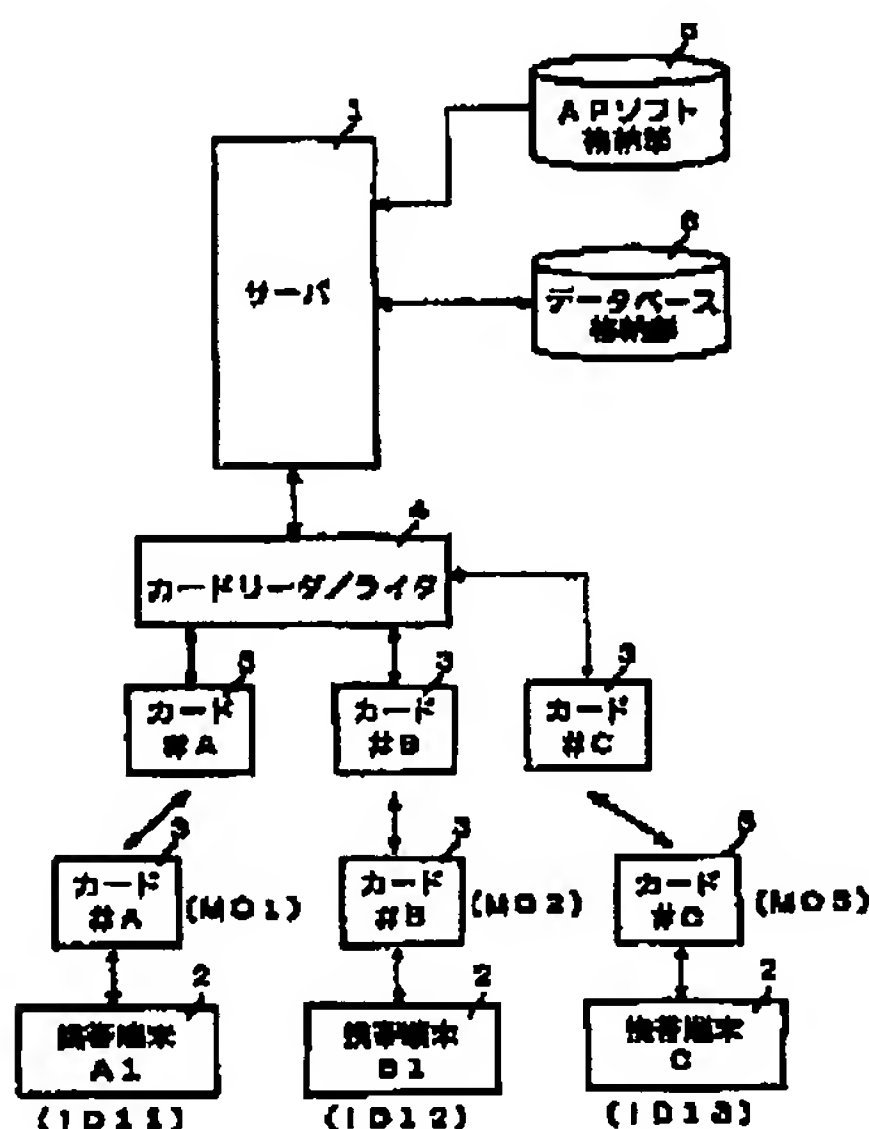 5
APソフト
格納部
1
6
サーバ
データベース
格納部
4
カードリーダ/ライタ
3
カード
#A
3
カード
#B
3
カード
#C
3
カード
#A
(MO1)
3
カード
#B
(MO2)
3
カード
#C
(MO3)
2
携帯端末
A1
(ID11)
2
携帯端末
B1
(ID12)
2
携帯端末
C
(ID13)